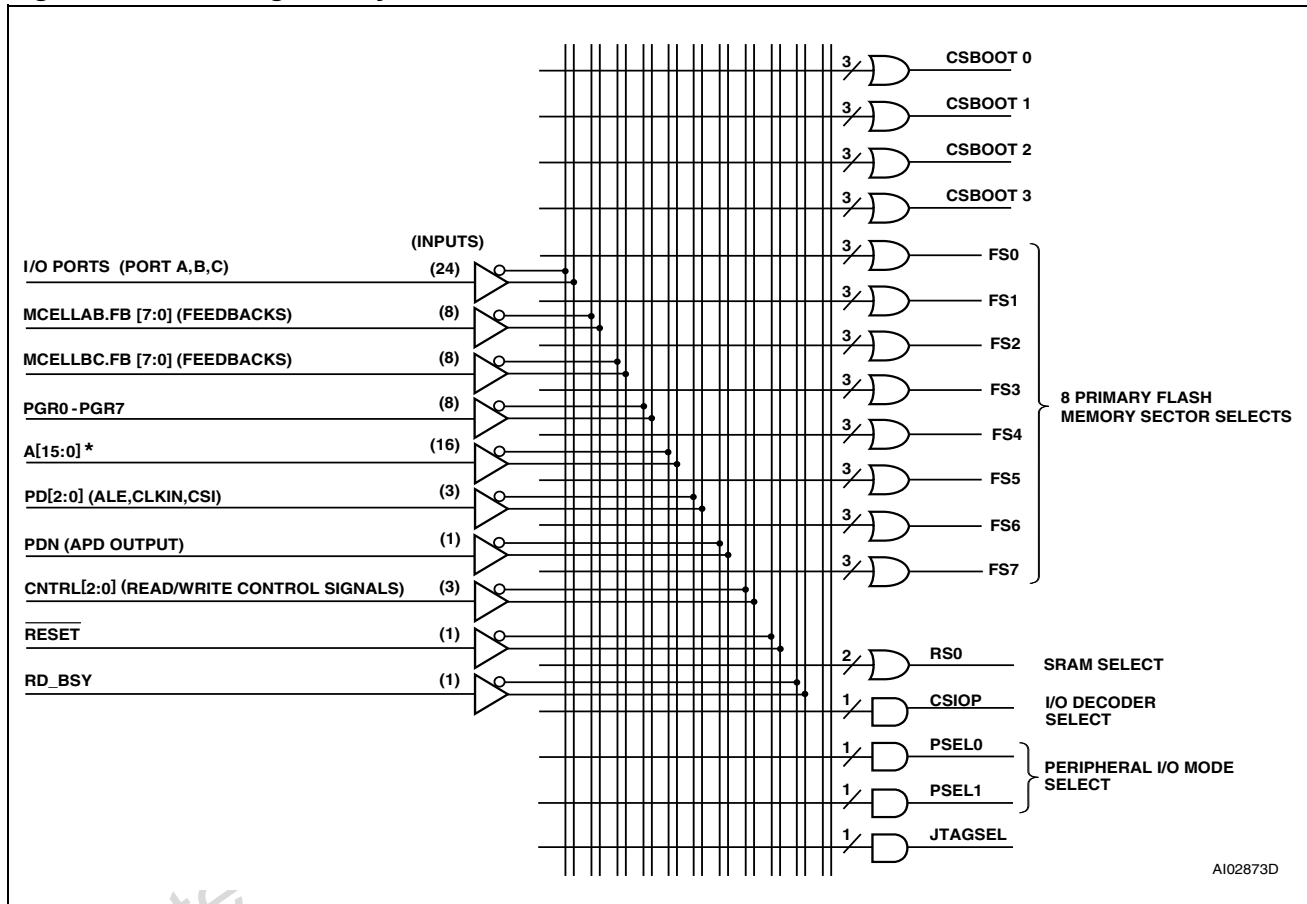 3 CSBOOT 0
3 CSBOOT 1
3 CSBOOT 2
3 CSBOOT 3
(INPUTS)
I/O PORTS (PORT A,B,C) (24)
MCELLAB.FB [7:0] (FEEDBACKS) (8)
MCELLBC.FB [7:0] (FEEDBACKS) (8)
PGR0 -PGR7 (8)
A[15:0] * (16)
PD[2:0] (ALE,CLKIN,CSI) (3)
PDN (APD OUTPUT) (1)
CNTRL[2:0] (READ/WRITE CONTROL SIGNALS) (3)
RESET (1)
RD_BSY (1)
3 FS0
3 FS1
3 FS2
3 FS3
3 FS4
3 FS5
3 FS6
3 FS7
8 PRIMARY FLASH
MEMORY SECTOR SELECTS
2 RS0 SRAM SELECT
1 CSIOP I/O DECODER
SELECT
1 PSEL0
1 PSEL1
PERIPHERAL I/O MODE
SELECT
1 JTAGSEL
AI02873D